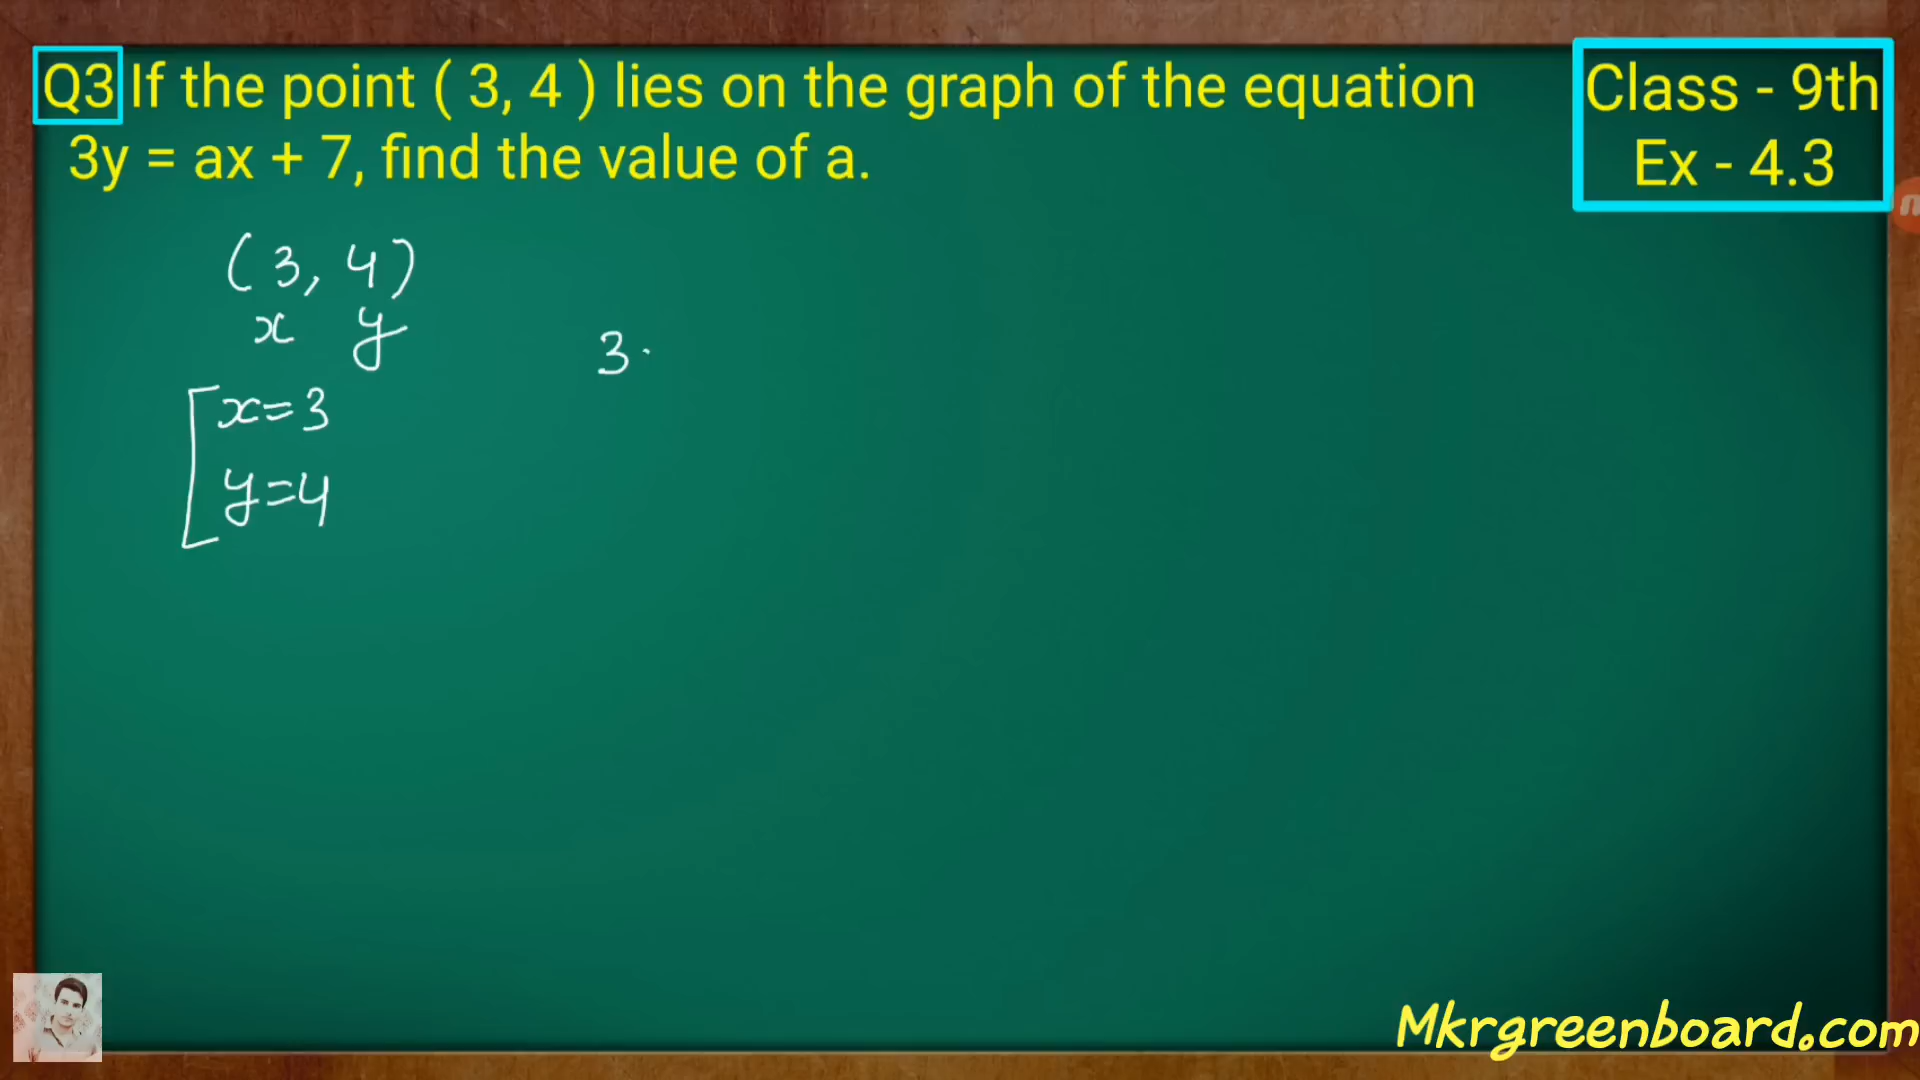 Q3 If the point ( 3, 4 ) lies on the graph of the equation
3y = ax + 7, find the value of a.
Class - 9th
Ex - 4.3
(3, 4)
x y
3.
x=3
y=4
Mkrgreenboard.com